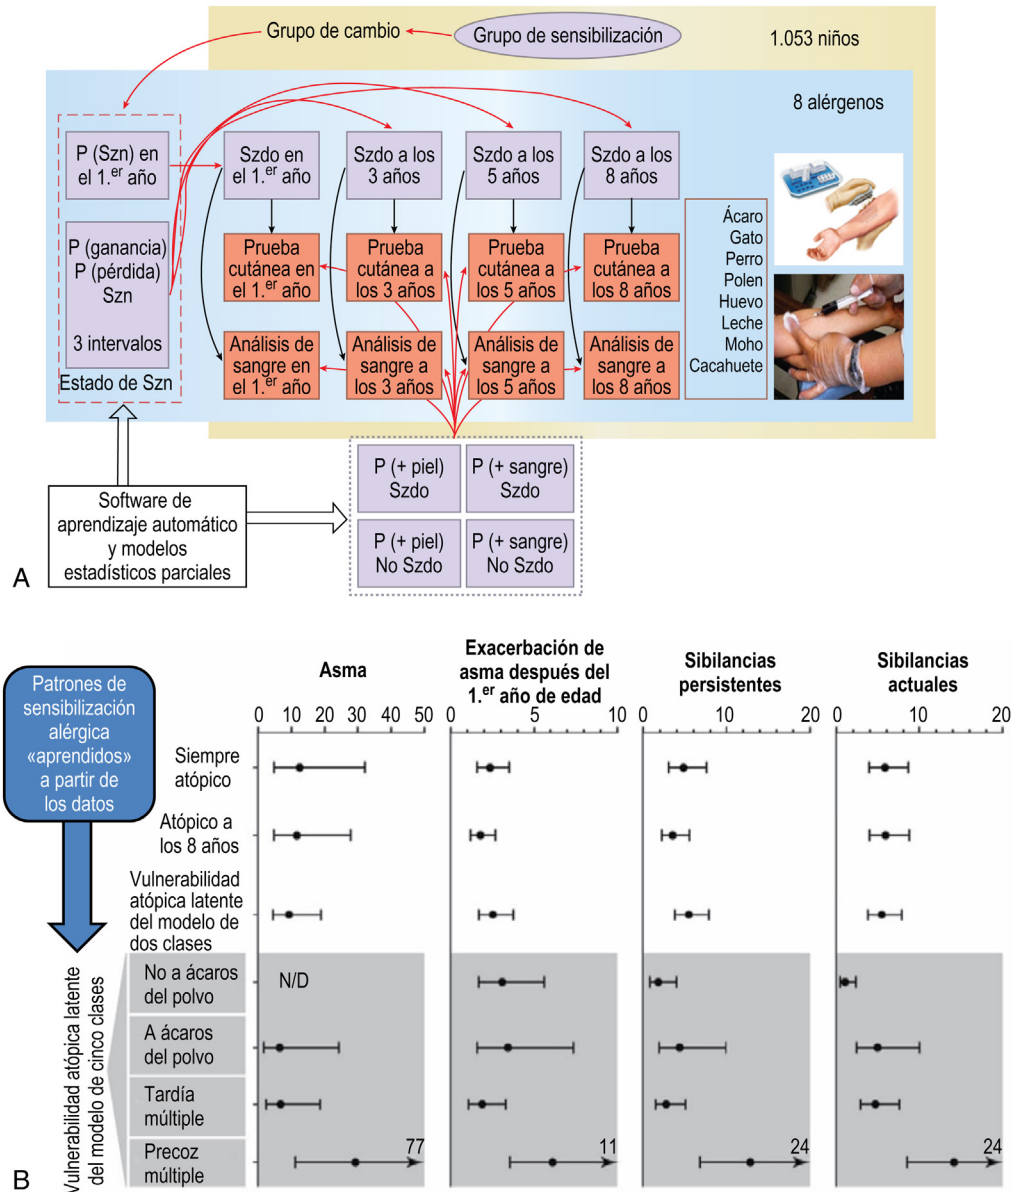 Grupo de cambio
Grupo de sensibilización
1.053 niños
8 alérgenos
P (Szn) en
el 1.er año
Szdo en
el 1.er año
Szdo a los
3 años
Szdo a los
5 años
Szdo a los
8 años
P (ganancia)
P (pérdida)
Szn
3 intervalos
Estado de Szn
Prueba
cutánea en
el 1.er año
Prueba
cutánea a
los 3 años
Prueba
cutánea a
los 5 años
Prueba
cutánea a
los 8 años
Análisis de
sangre en
el 1.er año
Análisis de
sangre a
los 3 años
Análisis de
sangre a
los 5 años
Análisis de
sangre a
los 8 años
Ácaro
Gato
Perro
Polen
Huevo
Leche
Moho
Cacahuete
P (+ piel)
Szdo
P (+ sangre)
Szdo
P (+ piel)
No Szdo
P (+ sangre)
No Szdo
Software de
aprendizaje automático
y modelos
estadísticos parciales
A
Patrones de
sensibilización
alérgica
«aprendidos»
a partir de
los datos
Asma
Exacerbación de
asma después del
1.er año de edad
Sibilancias
persistentes
Sibilancias
actuales
0 10 20 30 40 50
0 5 10
0 10 20
0 10 20
Siempre
atópico
Atópico a
los 8 años
Vulnerabilidad
atópica latente
del modelo de
dos clases
Vulnerabilidad atópica latente
del modelo de cinco clases
No a ácaros
del polvo
N/D
A ácaros
del polvo
Tardía
múltiple
Precoz
múltiple
77
11
24
24
B